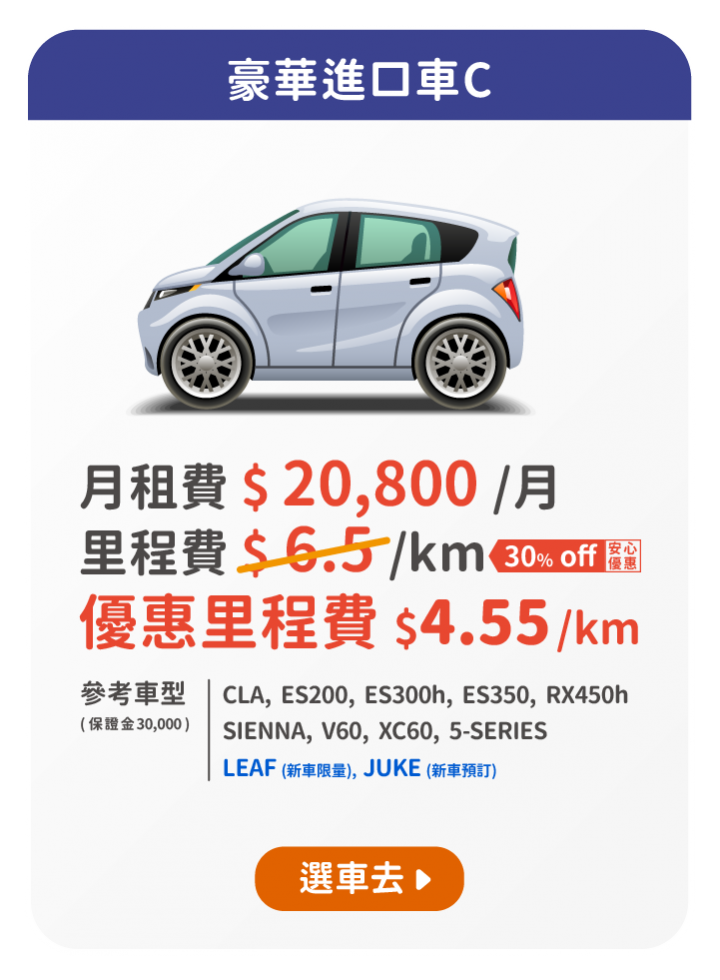 豪華進口車C
月租費 $ 20,800 /月
里程費 $ 6.5 /km 30% off 安心優惠
優惠里程費 $4.55/km
參考車型
(保證金30,000)
CLA, ES200, ES300h, ES350, RX450h
SIENNA, V60, XC60, 5-SERIES
LEAF (新車限量), JUKE (新車預訂)
選車去